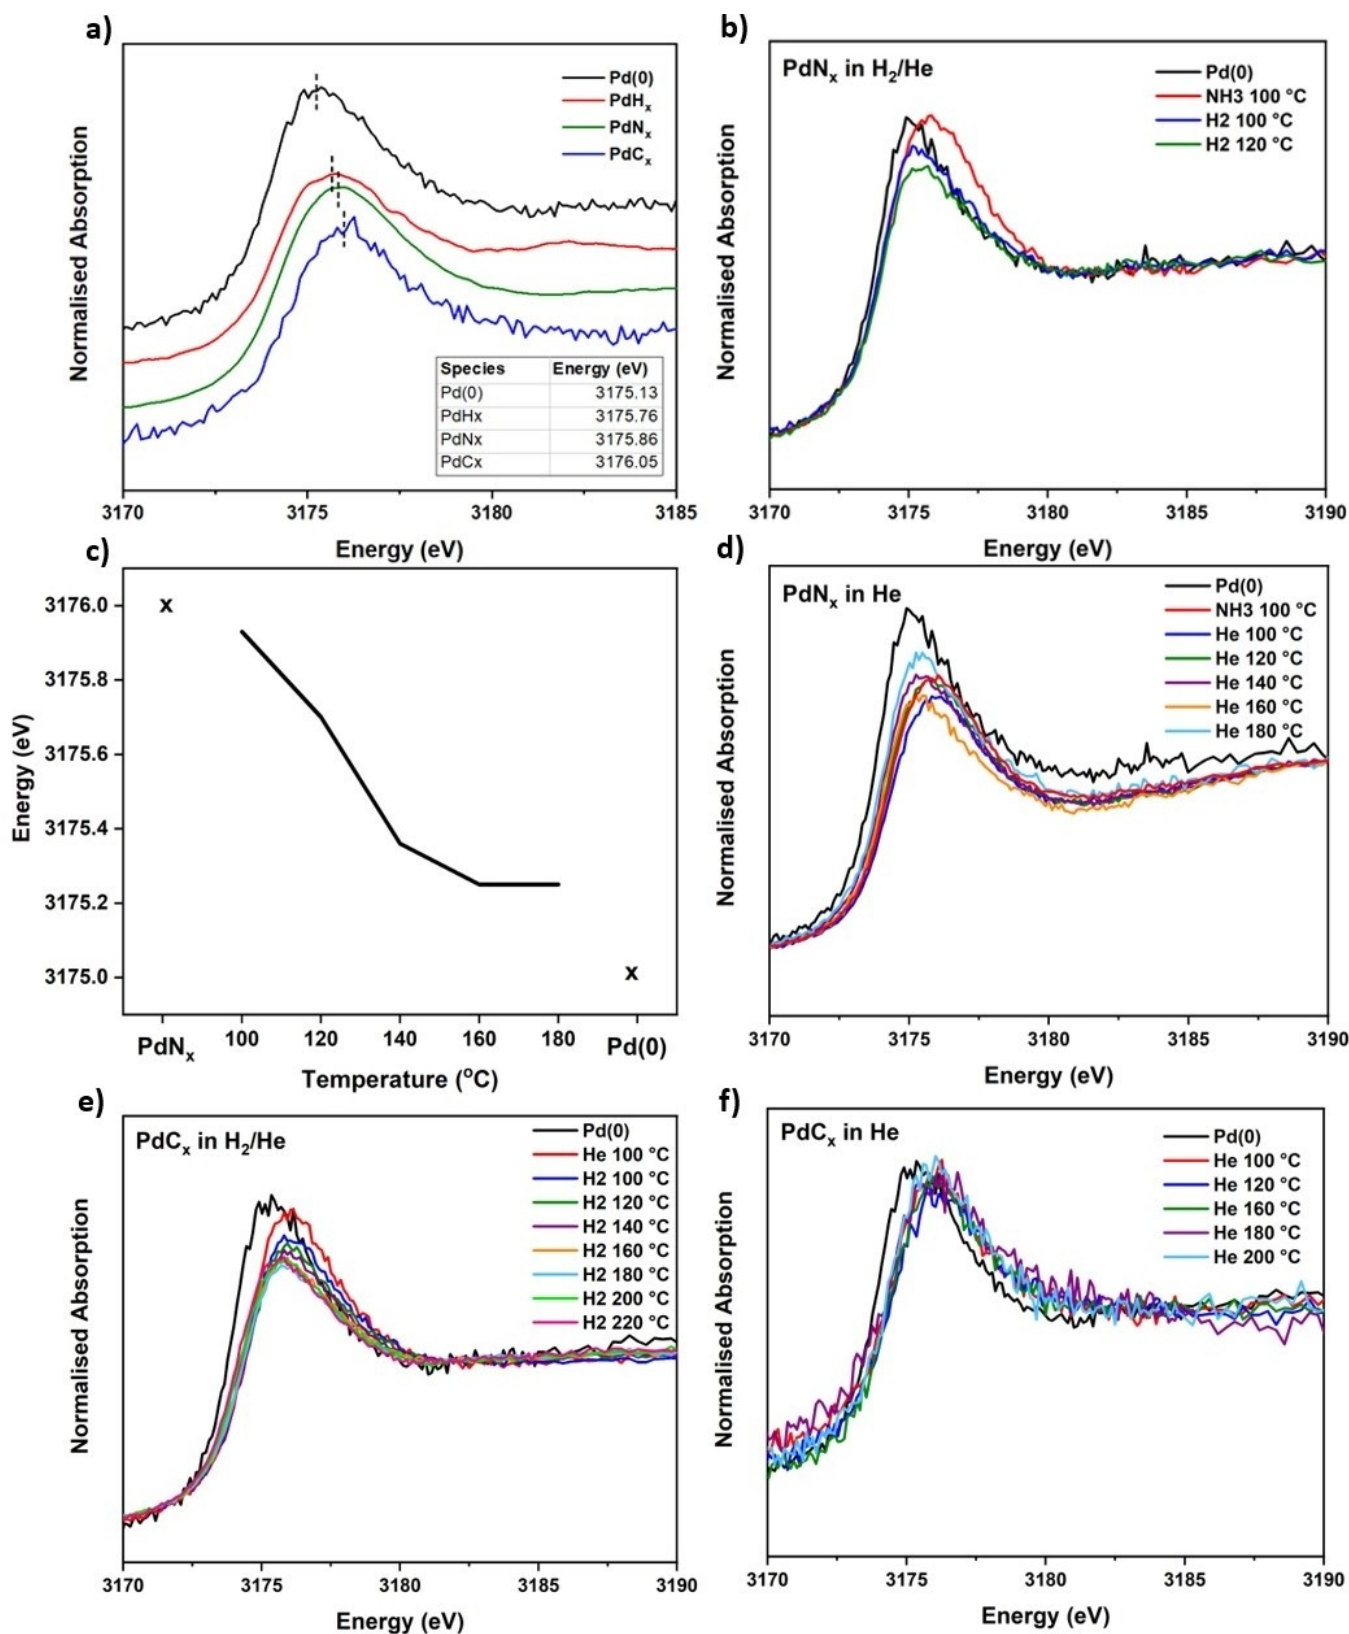 a)
Pd(0)
PdHₓ
PdNₓ
PdCₓ
Normalised Absorption
Species Energy (eV)
Pd(0) 3175.13
PdHx 3175.76
PdNx 3175.86
PdCx 3176.05
3170 3175 3180 3185
Energy (eV)
b)
PdNₓ in H₂/He
Pd(0)
NH3 100 °C
H2 100 °C
H2 120 °C
Normalised Absorption
3170 3175 3180 3185 3190
Energy (eV)
c)
3176.0
3175.8
3175.6
3175.4
3175.2
3175.0
Energy (eV)
x
x
PdNₓ 100 120 140 160 180 Pd(0)
Temperature (°C)
d)
PdNₓ in He
Pd(0)
NH3 100 °C
He 100 °C
He 120 °C
He 140 °C
He 160 °C
He 180 °C
Normalised Absorption
3170 3175 3180 3185 3190
Energy (eV)
e)
PdCₓ in H₂/He
Pd(0)
He 100 °C
H2 100 °C
H2 120 °C
H2 140 °C
H2 160 °C
H2 180 °C
H2 200 °C
H2 220 °C
Normalised Absorption
3170 3175 3180 3185 3190
Energy (eV)
f)
PdCₓ in He
Pd(0)
He 100 °C
He 120 °C
He 160 °C
He 180 °C
He 200 °C
Normalised Absorption
3170 3175 3180 3185 3190
Energy (eV)